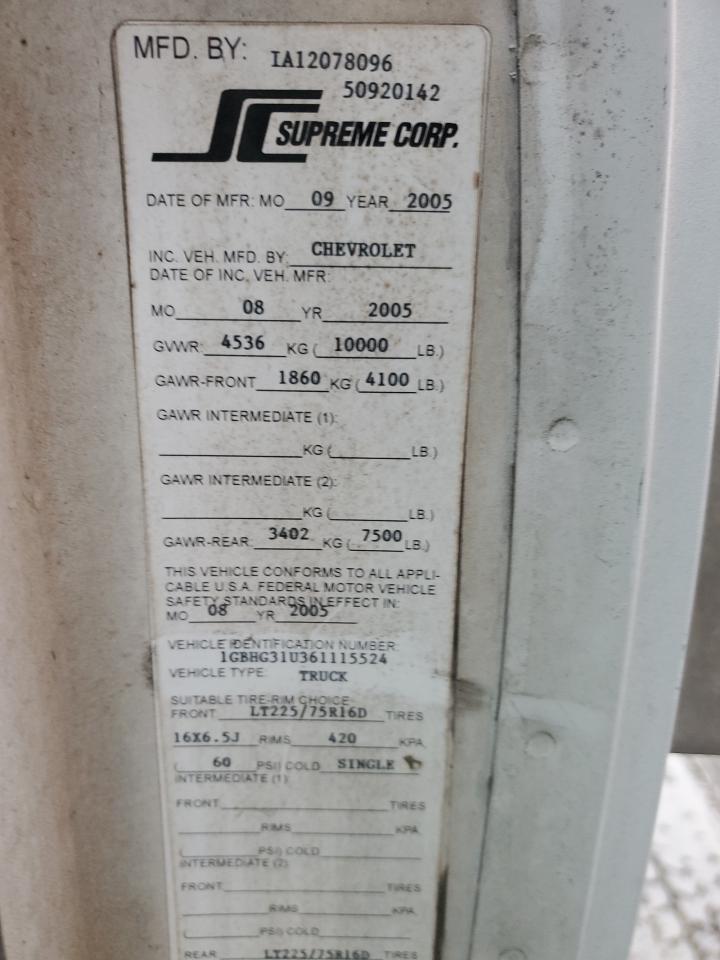 MFD. BY: IA12078096
50920142
SUPREME CORP.
DATE OF MFR: MO 09 YEAR 2005
INC. VEH. MFD. BY: CHEVROLET
DATE OF INC. VEH. MFR:
MO 08 YR 2005
GVWR: 4536 KG ( 10000 LB.)
GAWR-FRONT 1860 KG ( 4100 LB.)
GAWR INTERMEDIATE (1):
KG ( LB.)
GAWR INTERMEDIATE (2):
KG ( LB.)
GAWR-REAR: 3402 KG ( 7500 LB.)
THIS VEHICLE CONFORMS TO ALL APPLI-
CABLE U.S.A. FEDERAL MOTOR VEHICLE
SAFETY STANDARDS IN EFFECT IN:
MO 08 YR 2005
VEHICLE IDENTIFICATION NUMBER:
1GBHG31U361115524
VEHICLE TYPE: TRUCK
SUITABLE TIRE-RIM CHOICE
FRONT LT225/75R16D TIRES
16X6.5J RIMS 420 KPA
( 60 PSI) COLD SINGLE
INTERMEDIATE (1)
FRONT TIRES
RIMS KPA
( PSI) COLD
INTERMEDIATE (2)
FRONT TIRES
RIMS KPA
( PSI) COLD
REAR LT225/75R16D TIRES